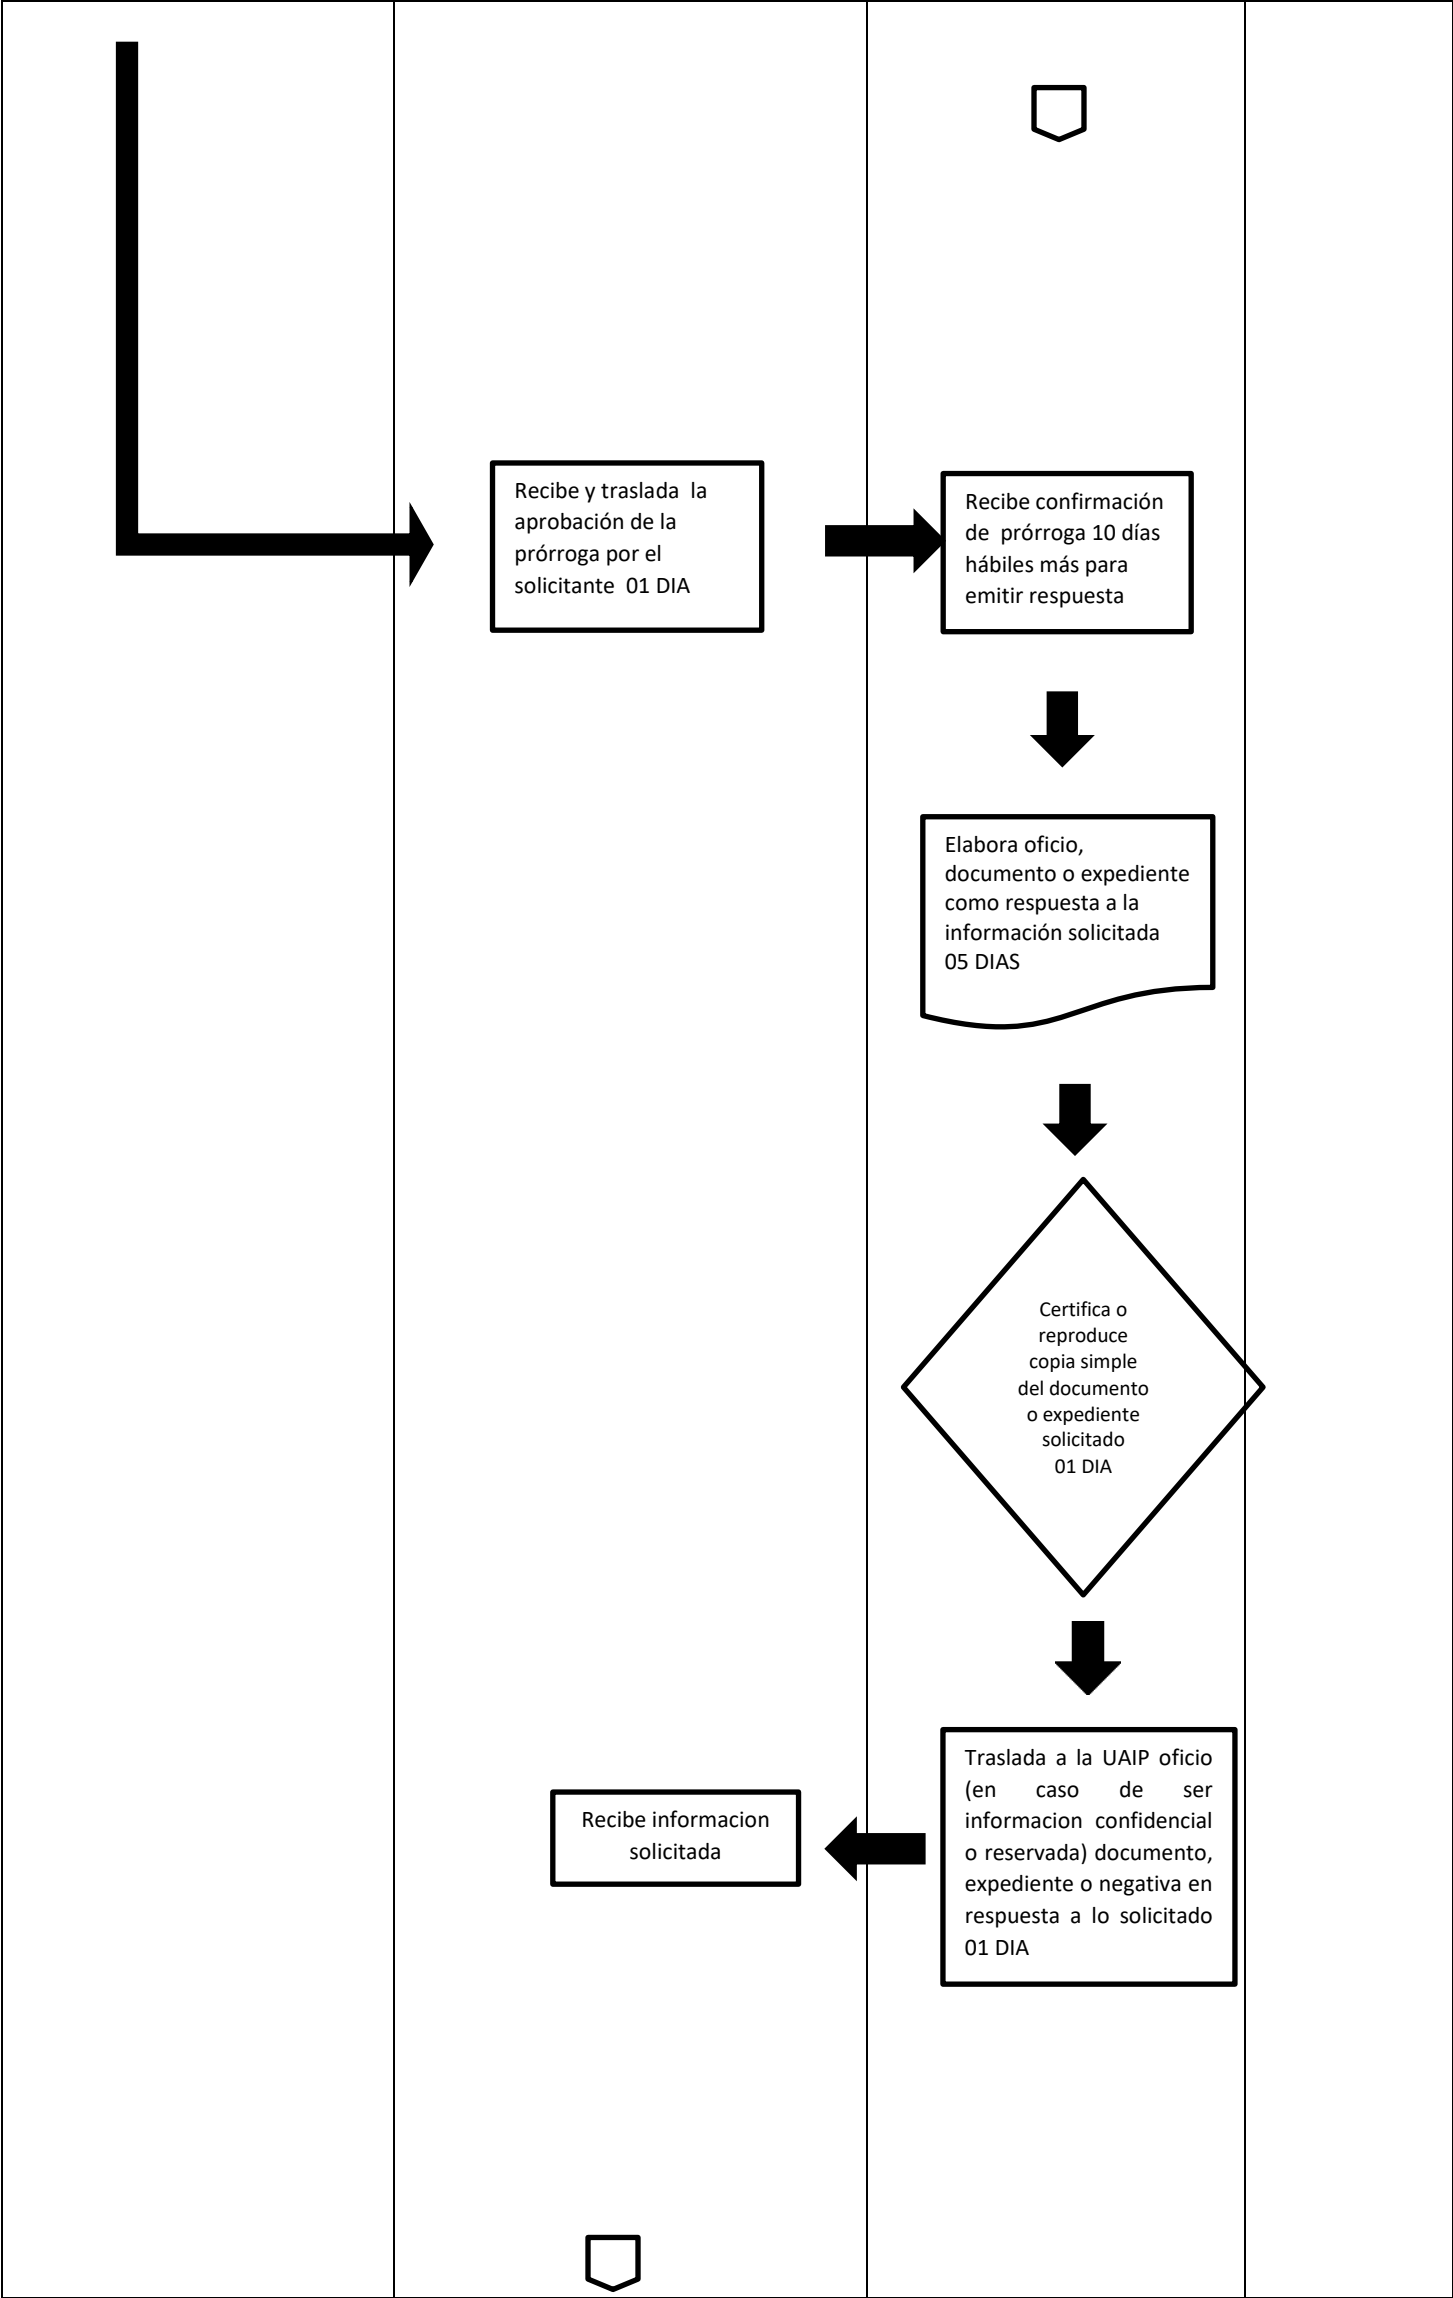 Recibe y traslada la
aprobación de la
prórroga por el
solicitante 01 DIA
Recibe confirmación
de prórroga 10 días
hábiles más para
emitir respuesta
Elabora oficio,
documento o expediente
como respuesta a la
información solicitada
05 DIAS
Certifica o
reproduce
copia simple
del documento
o expediente
solicitado
01 DIA
Traslada a la UAIP oficio
(en caso de ser
informacion confidencial
o reservada) documento,
expediente o negativa en
respuesta a lo solicitado
01 DIA
Recibe informacion
solicitada